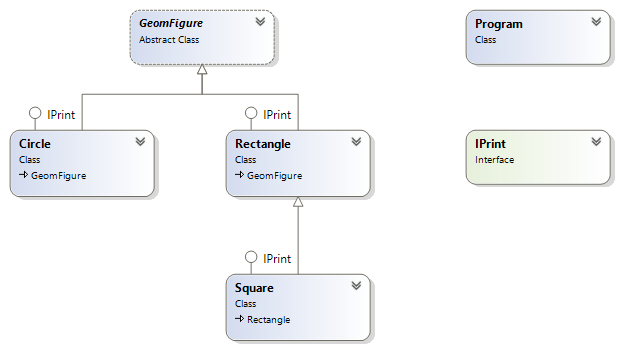 GeomFigure
Abstract Class
Program
Class
IPrint
IPrint
Circle
Class
GeomFigure
Rectangle
Class
GeomFigure
IPrint
Interface
IPrint
Square
Class
Rectangle